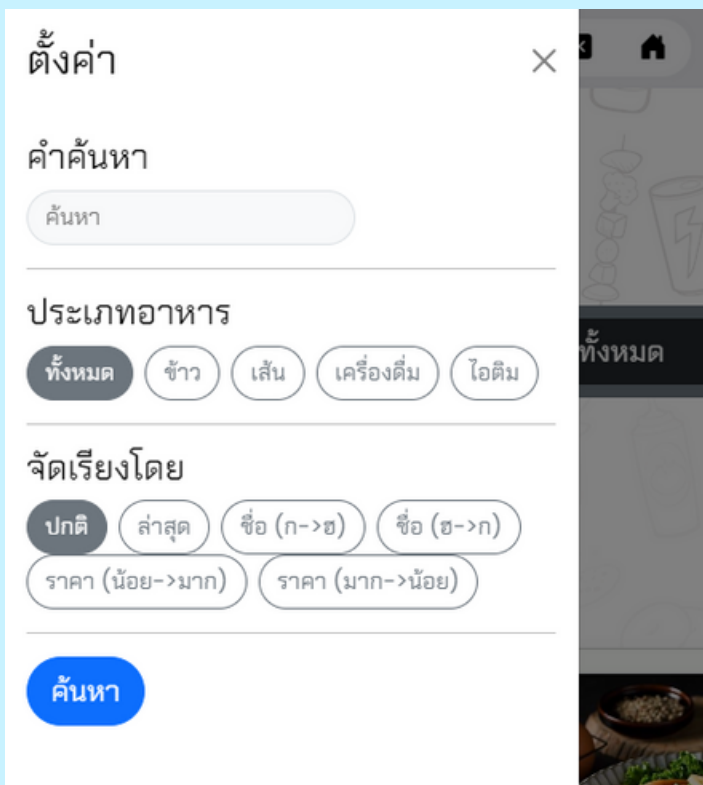 ตั้งค่า
คำค้นหา
ค้นหา
ประเภทอาหาร
ทั้งหมด ข้าว เส้น เครื่องดื่ม ไอติม
ทั้งหมด
จัดเรียงโดย
ปกติ ล่าสุด ชื่อ (ก->ฮ) ชื่อ (ฮ->ก)
ราคา (น้อย->มาก) ราคา (มาก->น้อย)
ค้นหา